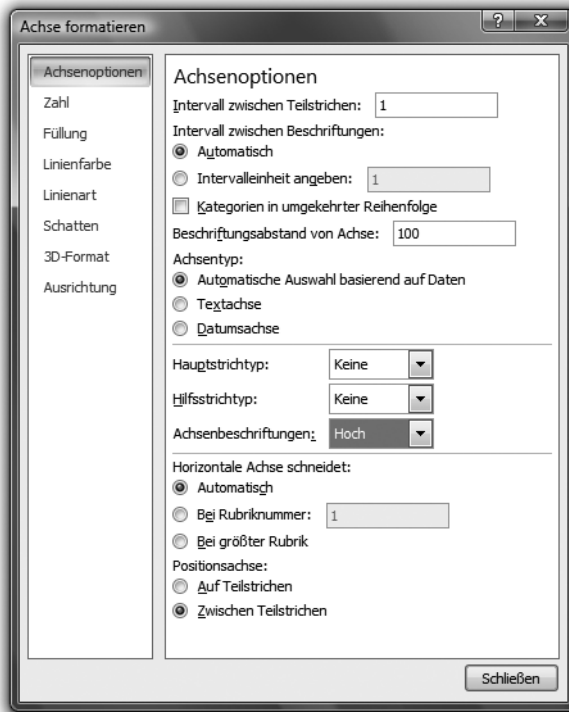 Achse formatieren
Achsenoptionen
Zahl
Füllung
Linienfarbe
Linienart
Schatten
3D-Format
Ausrichtung
Achsenoptionen
Intervall zwischen Teilstrichen: 1
Intervall zwischen Beschriftungen:
Automatisch
Intervalleinheit angeben: 1
Kategorien in umgekehrter Reihenfolge
Beschriftungsabstand von Achse: 100
Achsentyp:
Automatische Auswahl basierend auf Daten
Textachse
Datumsachse
Hauptstrichtyp: Keine
Hilfsstrichtyp: Keine
Achsenbeschriftungen: Hoch
Horizontale Achse schneidet:
Automatisch
Bei Rubriknummer: 1
Bei größter Rubrik
Positionsachse:
Auf Teilstrichen
Zwischen Teilstrichen
Schließen